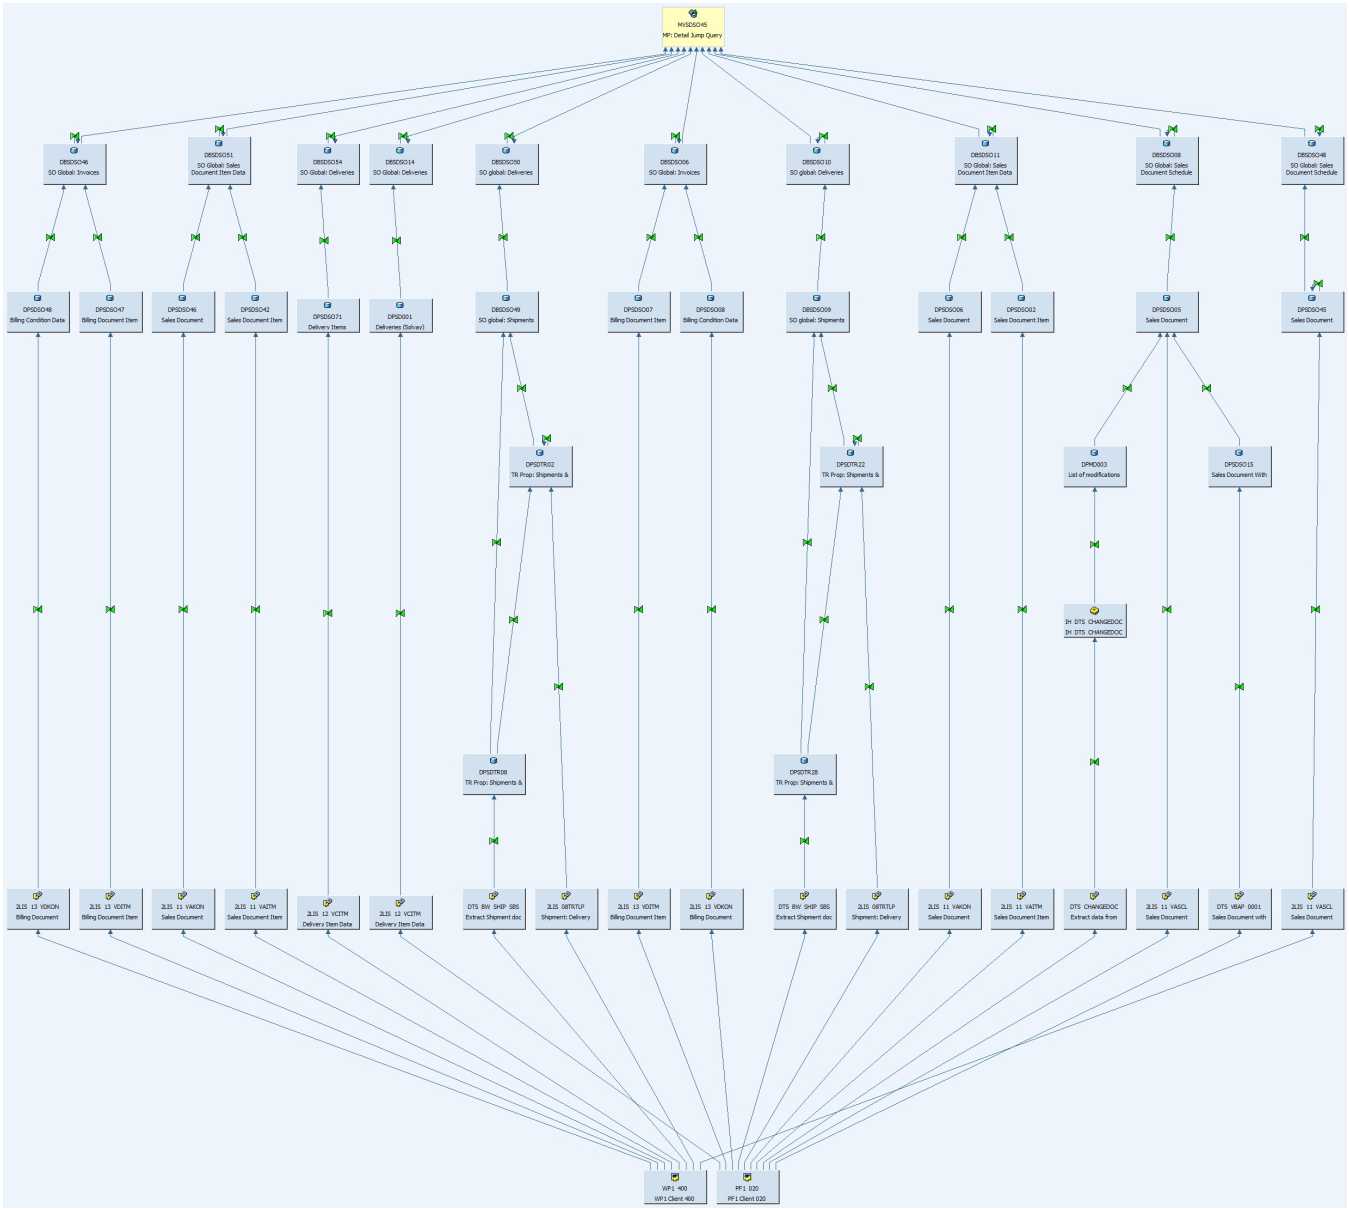 MVSDSO45
MP: Detail Jump Query
DBSDSO46
SO Global: Invoices
DBSDSO51
SO Global: Sales
Document Item Data
DBSDSO54
SO Global: Deliveries
DBSDSO14
SO Global: Deliveries
DBSDSO50
SO global: Deliveries
DBSDSO06
SO Global: Invoices
DBSDSO10
SO global: Deliveries
DBSDSO11
SO Global: Sales
Document Item Data
DBSDSO08
SO Global: Sales
Document Schedule
DBSDSO48
SO Global: Sales
Document Schedule
DPSDSO48
Billing Condition Data
DPSDSO47
Billing Document Item
DPSDSO46
Sales Document
DPSDSO42
Sales Document Item
DPSDSO71
Delivery Items
DPSD001
Deliveries (Solvay)
DBSDSO49
SO global: Shipments
DPSDSO07
Billing Document Item
DPSDSO08
Billing Condition Data
DBSDSO09
SO global: Shipments
DPSDSO06
Sales Document
DPSDSO02
Sales Document Item
DPSDSO05
Sales Document
DPSDSO45
Sales Document
DPSDTR02
TR Prop: Shipments &
DPSDTR22
TR Prop: Shipments &
DPMD003
List of modifications
DPSDSO15
Sales Document With
IH DTS CHANGEDOC
IH DTS CHANGEDOC
DPSDTR08
TR Prop: Shipments &
DPSDTR28
TR Prop: Shipments &
2LIS 13 VDKON
Billing Document
2LIS 13 VDITM
Billing Document Item
2LIS 11 VAKON
Sales Document
2LIS 11 VAITM
Sales Document Item
2LIS 12 VCITM
Delivery Item Data
2LIS 12 VCITM
Delivery Item Data
DTS BW SHIP SBS
Extract Shipment doc
2LIS 08TRTLP
Shipment: Delivery
2LIS 13 VDITM
Billing Document Item
2LIS 13 VDKON
Billing Document
DTS BW SHIP SBS
Extract Shipment doc
2LIS 08TRTLP
Shipment: Delivery
2LIS 11 VAKON
Sales Document
2LIS 11 VAITM
Sales Document Item
DTS CHANGEDOC
Extract data from
2LIS 11 VASCL
Sales Document
DTS VBAP 0001
Sales Document with
2LIS 11 VASCL
Sales Document
WP1 400
WP1 Client 400
PF1 020
PF1 Client 020